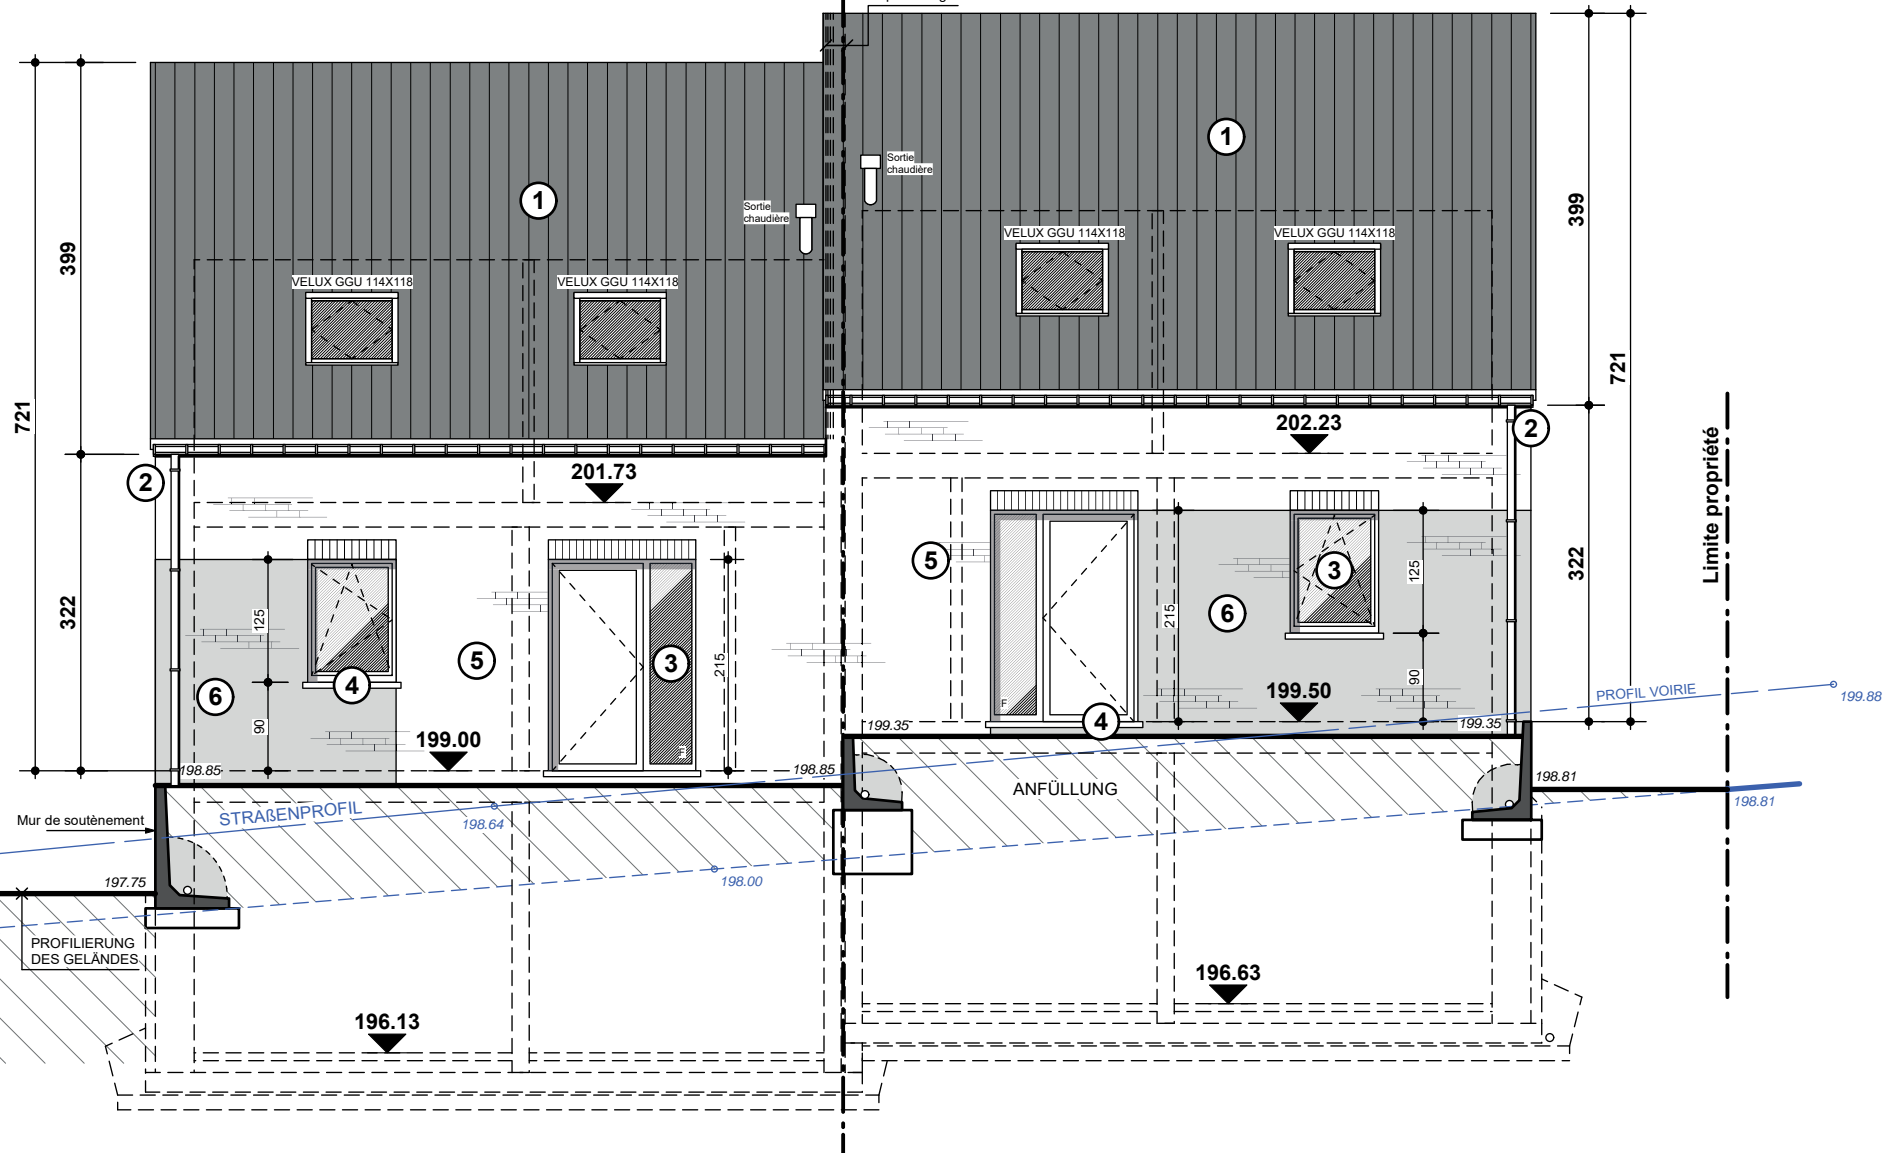 1
1
Sortie
chaudière
Sortie
chaudière
399
399
VELUX GGU 114X118
VELUX GGU 114X118
VELUX GGU 114X118
VELUX GGU 114X118
721
721
202.23
2
201.73
2
Limite propriété
5
3
125
322
322
125
215
6
3
5
215
4
6
90
90
199.50
PROFIL VOIRIE
199.88
F
4
199.35
199.35
199.00
F
198.85
198.85
198.81
198.81
ANFÜLLUNG
STRAßENPROFIL
198.64
Mur de soutènement
198.00
197.75
PROFILIERUNG
DES GELÄNDES
196.63
196.13